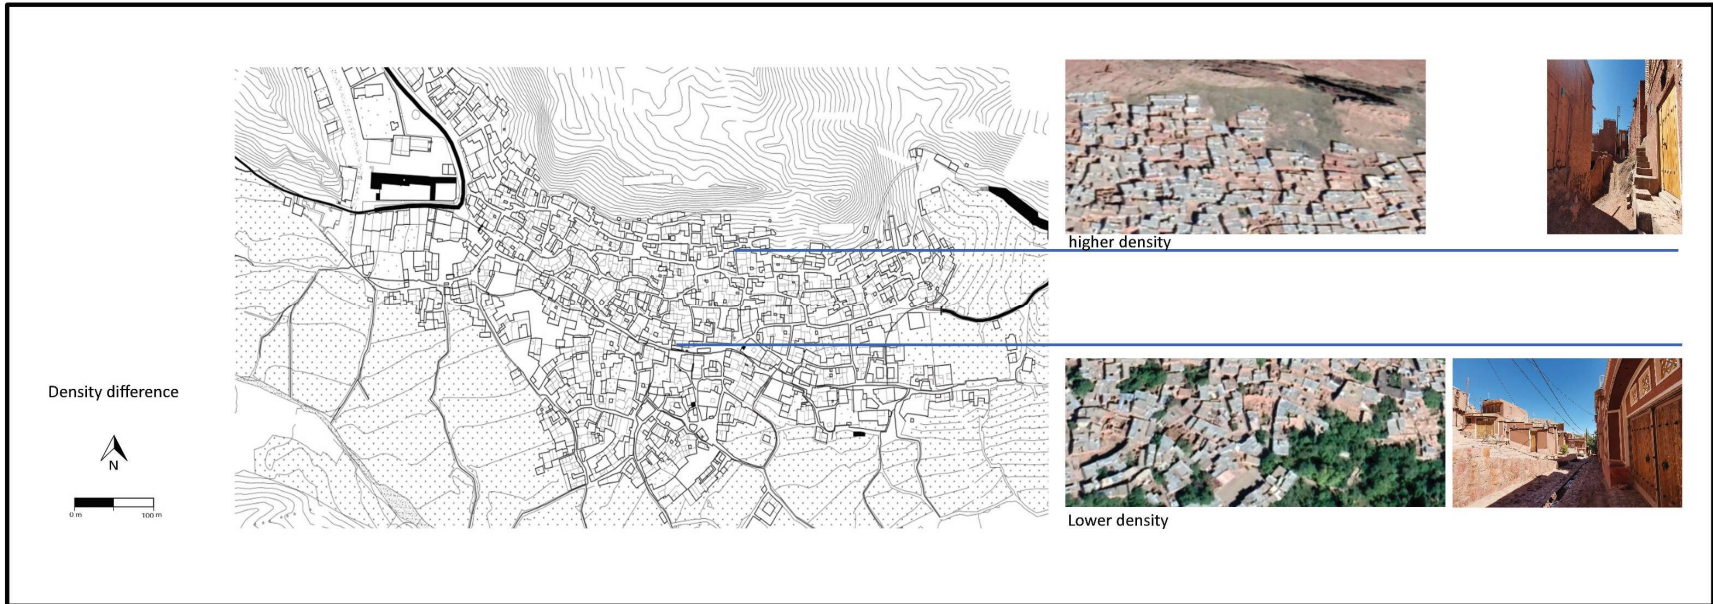 higher density
Density difference
N
0 m 100 m
Lower density